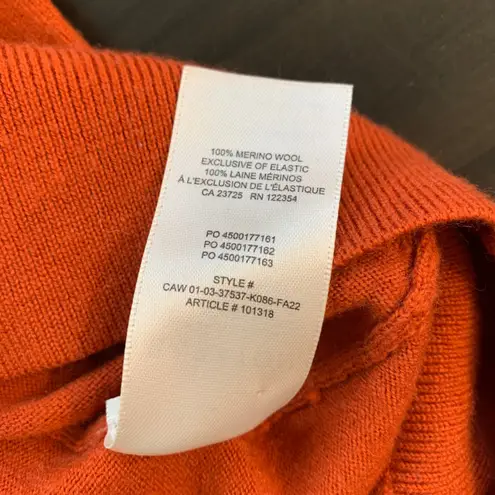 100% MERINO WOOL
EXCLUSIVE OF ELASTIC
100% LAINE MÉRINOS
À L'EXCLUSION DE L'ÉLASTIQUE
CA 23725 RN 122354
PO 4500177161
PO 4500177162
PO 4500177163
STYLE #
CAW 01-03-37537-K086-FA22
ARTICLE # 101318